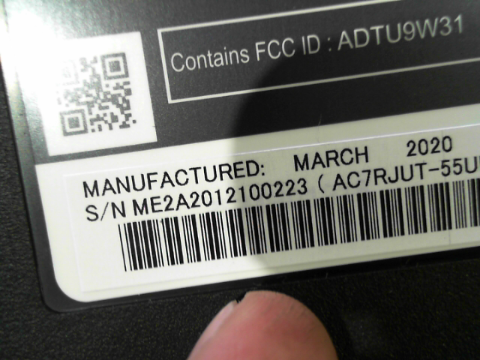 Contains FCC ID : ADTU9W31
MANUFACTURED: MARCH 2020
S/N ME2A2012100223 ( AC7RJUT-55U